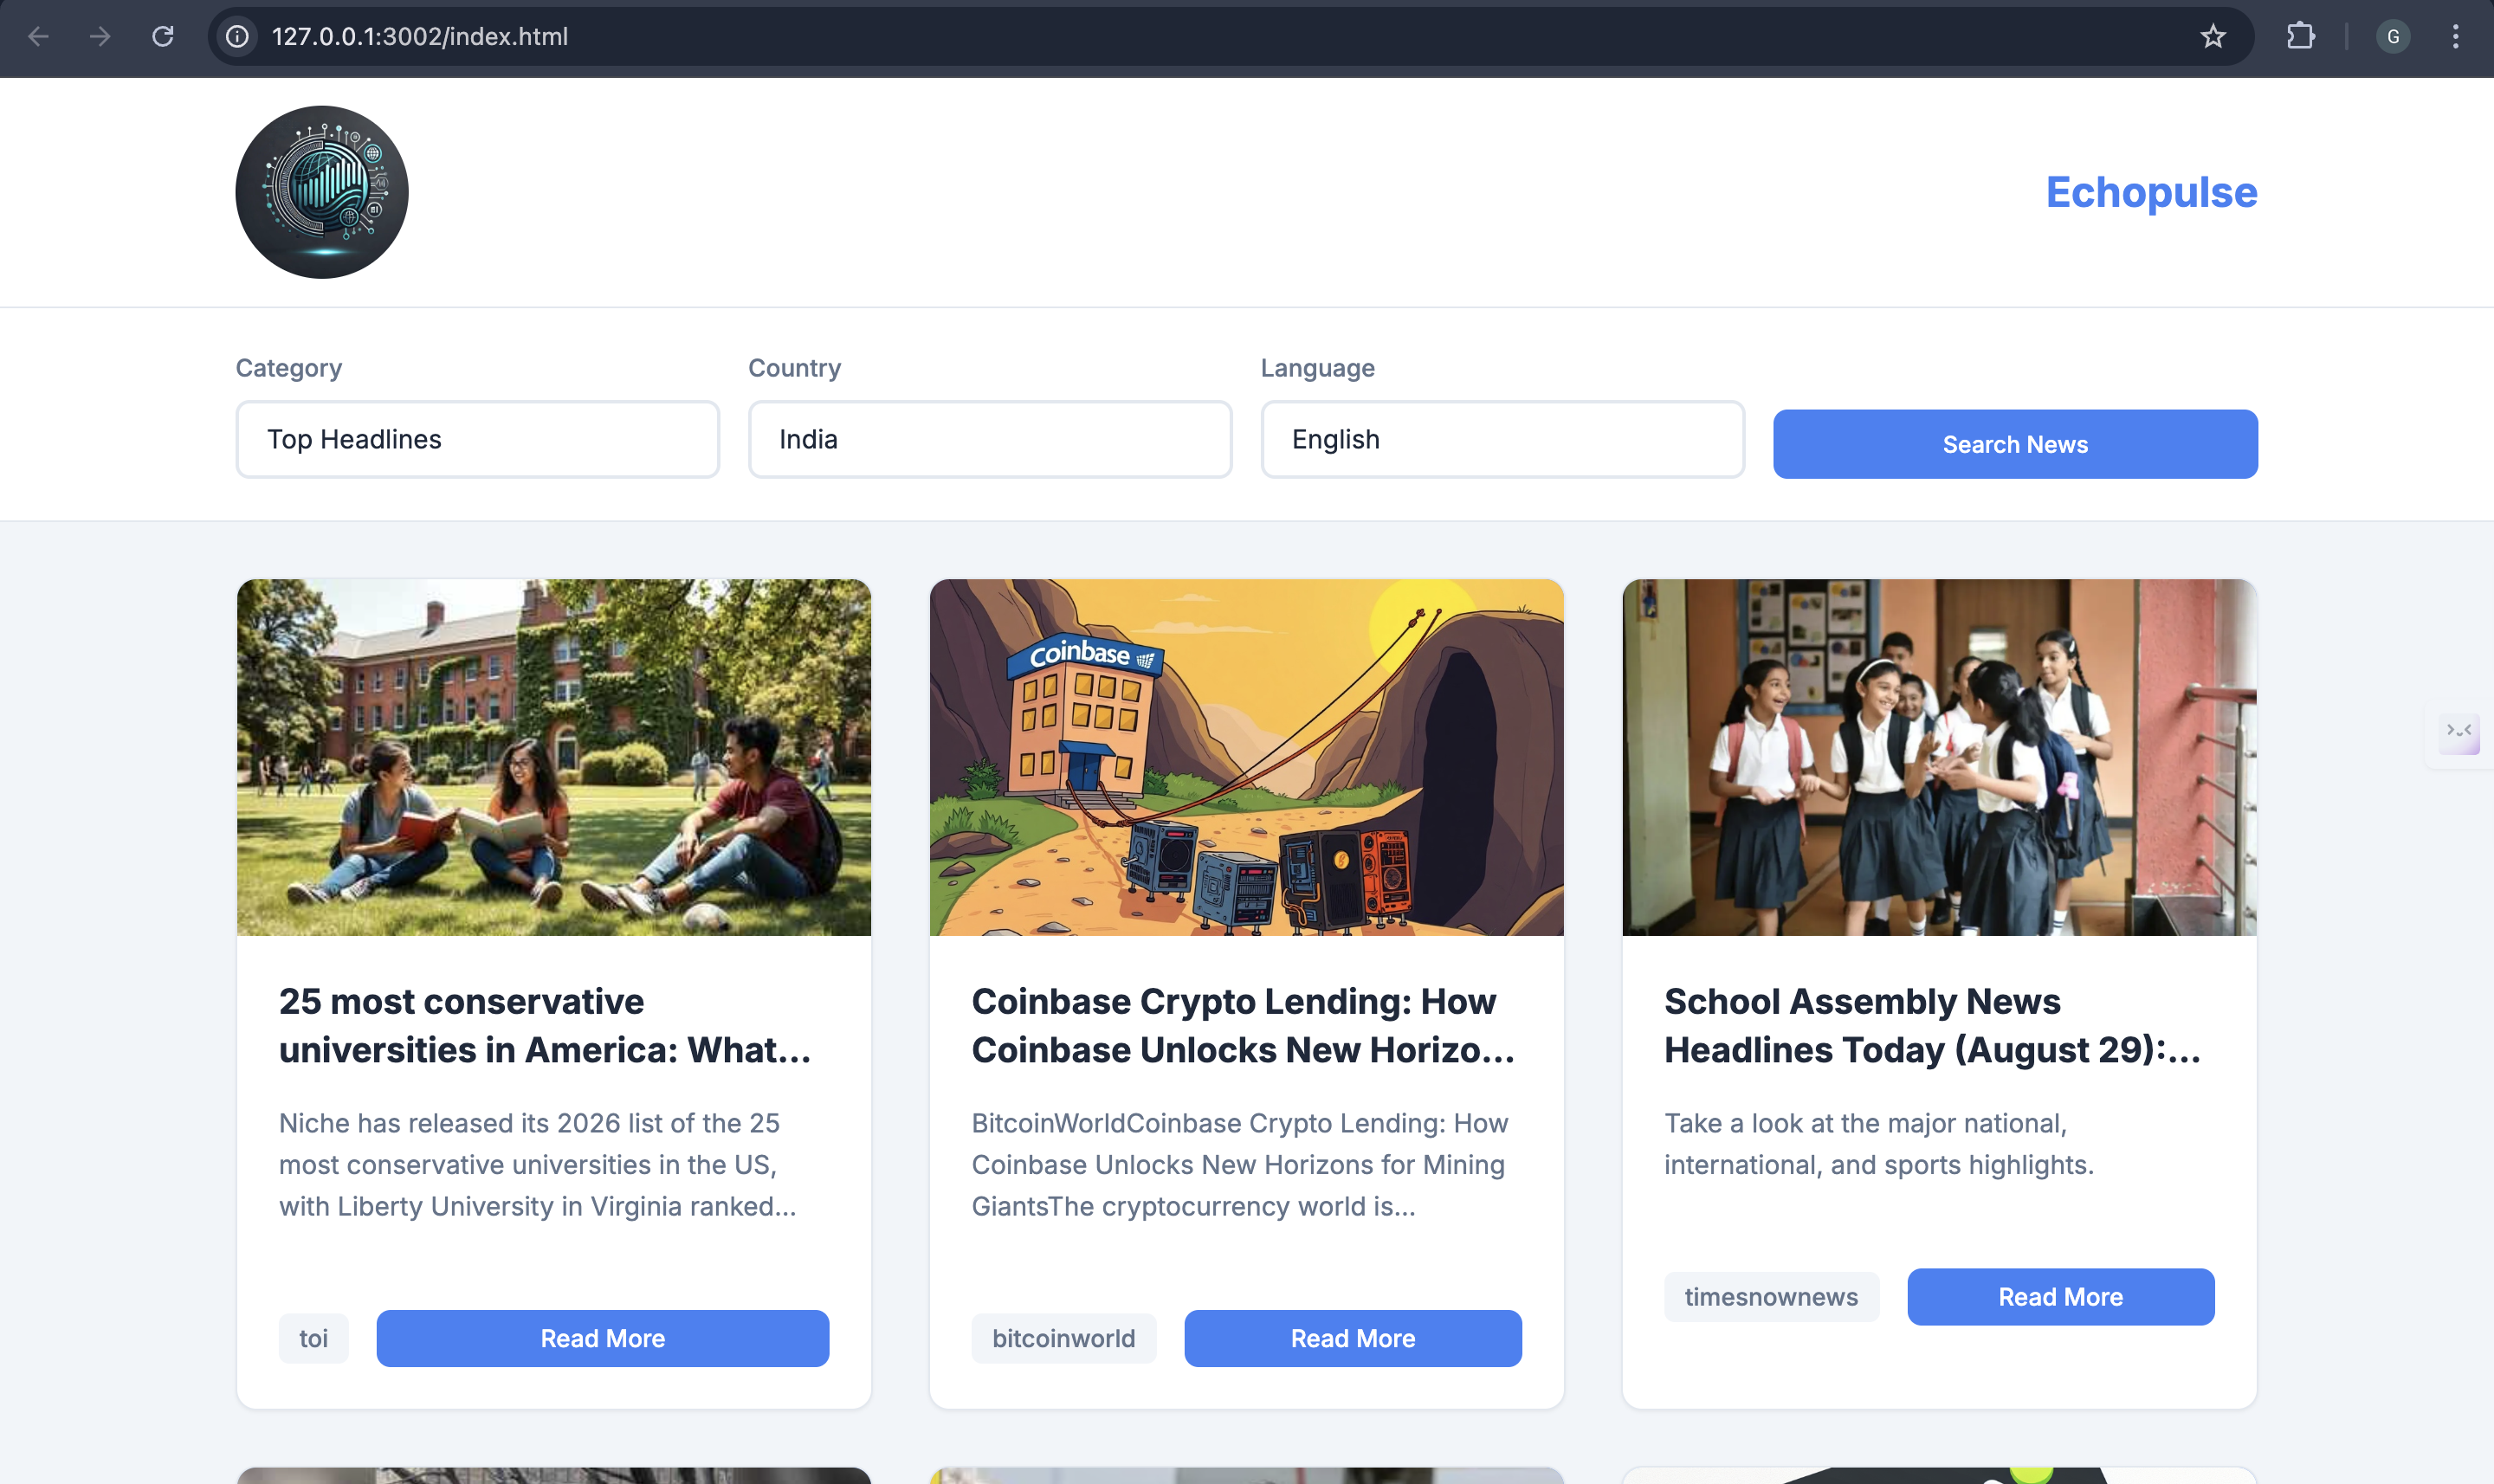 127.0.0.1:3002/index.html
G
Echopulse
Category
Country
Language
Top Headlines
India
English
Search News
Coinbase
25 most conservative
universities in America: What...
Niche has released its 2026 list of the 25
most conservative universities in the US,
with Liberty University in Virginia ranked...
toi
Read More
Coinbase Crypto Lending: How
Coinbase Unlocks New Horizo...
BitcoinWorldCoinbase Crypto Lending: How
Coinbase Unlocks New Horizons for Mining
GiantsThe cryptocurrency world is...
bitcoinworld
Read More
School Assembly News
Headlines Today (August 29):...
Take a look at the major national,
international, and sports highlights.
timesnownews
Read More